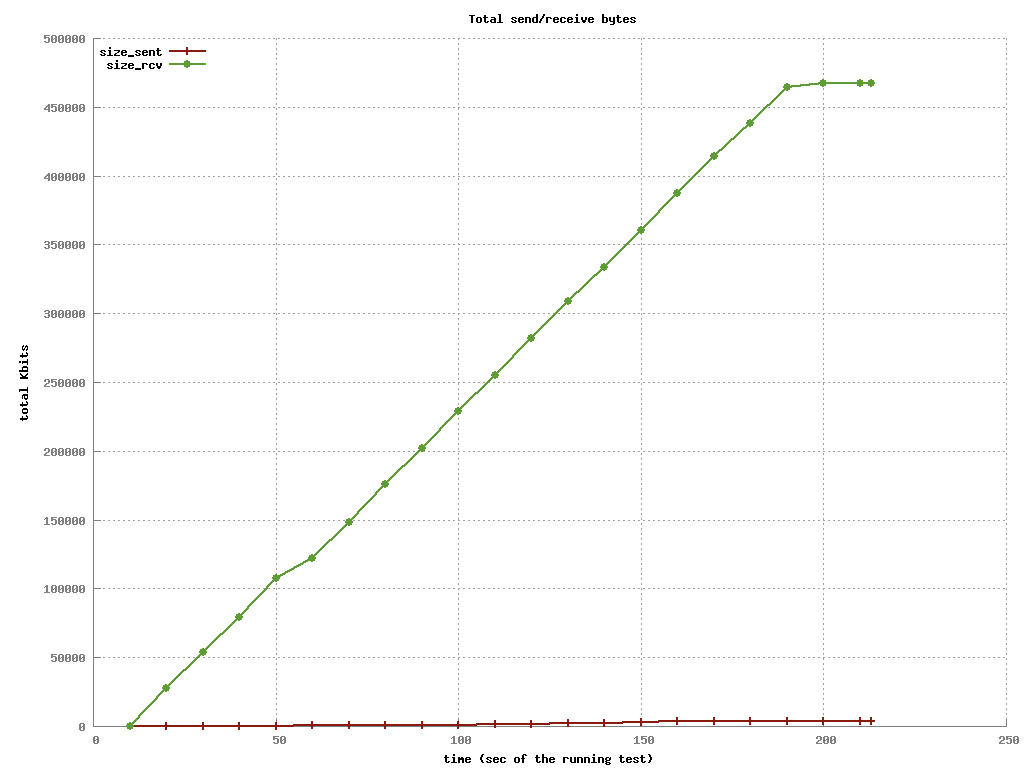 Total send/receive bytes
size_sent
size_rcv
500000
450000
400000
350000
300000
250000
200000
150000
100000
50000
0
total Kbits
0 50 100 150 200 250
time (sec of the running test)